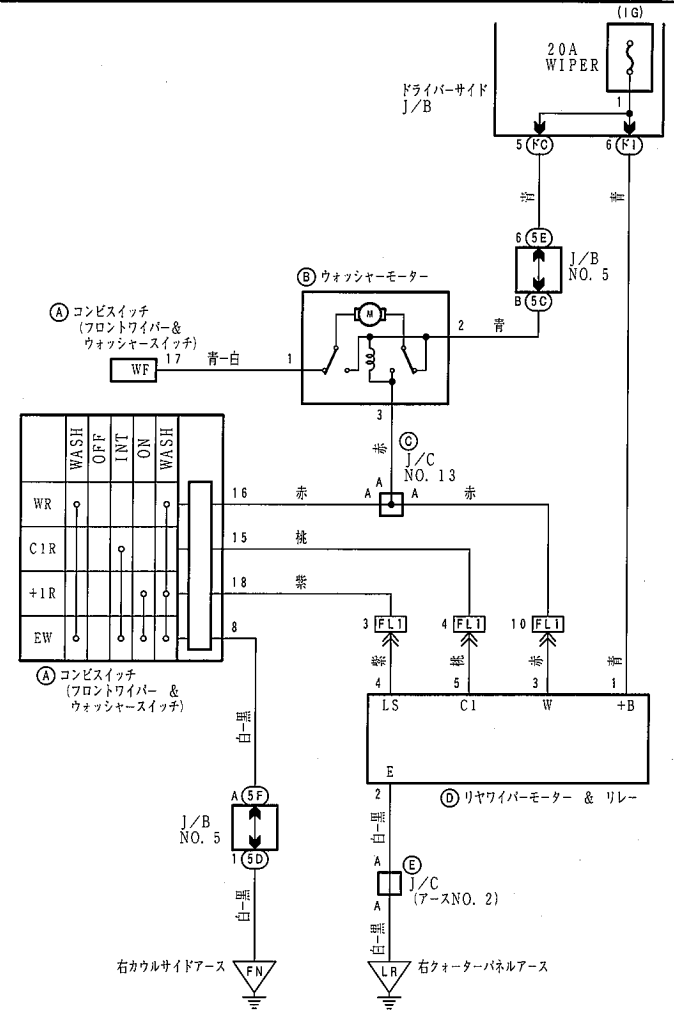 (IG)
20A
WIPER
ドライバーサイド
J/B
1
5 ドC
6 ドI
青
青
6 5E
J/B
NO. 5
B 5C
B ウォッシャーモーター
A コンビスイッチ
(フロントワイパー&
ウォッシャースイッチ)
M
2 青
WF 17 青-白 1
3
赤
C
J/C
NO. 13
WASH OFF INT ON WASH
A
A A
WR 16 赤 赤
C1R 15 桃
+1R 18 紫
EW 8
3 FL1 4 FL1 10 FL1
紫 桃 赤 青
A コンビスイッチ
(フロントワイパー &
ウォッシャースイッチ)
4 5 3 1
LS C1 W +B
白-黒
E
2
D リヤワイパーモーター & リレー
A 5F
J/B
NO. 5
白-黒
1 5D
A
E
J/C
(アースNO. 2)
A
白-黒
白-黒
右カウルサイドアース FN
LR 右クォーターパネルアース